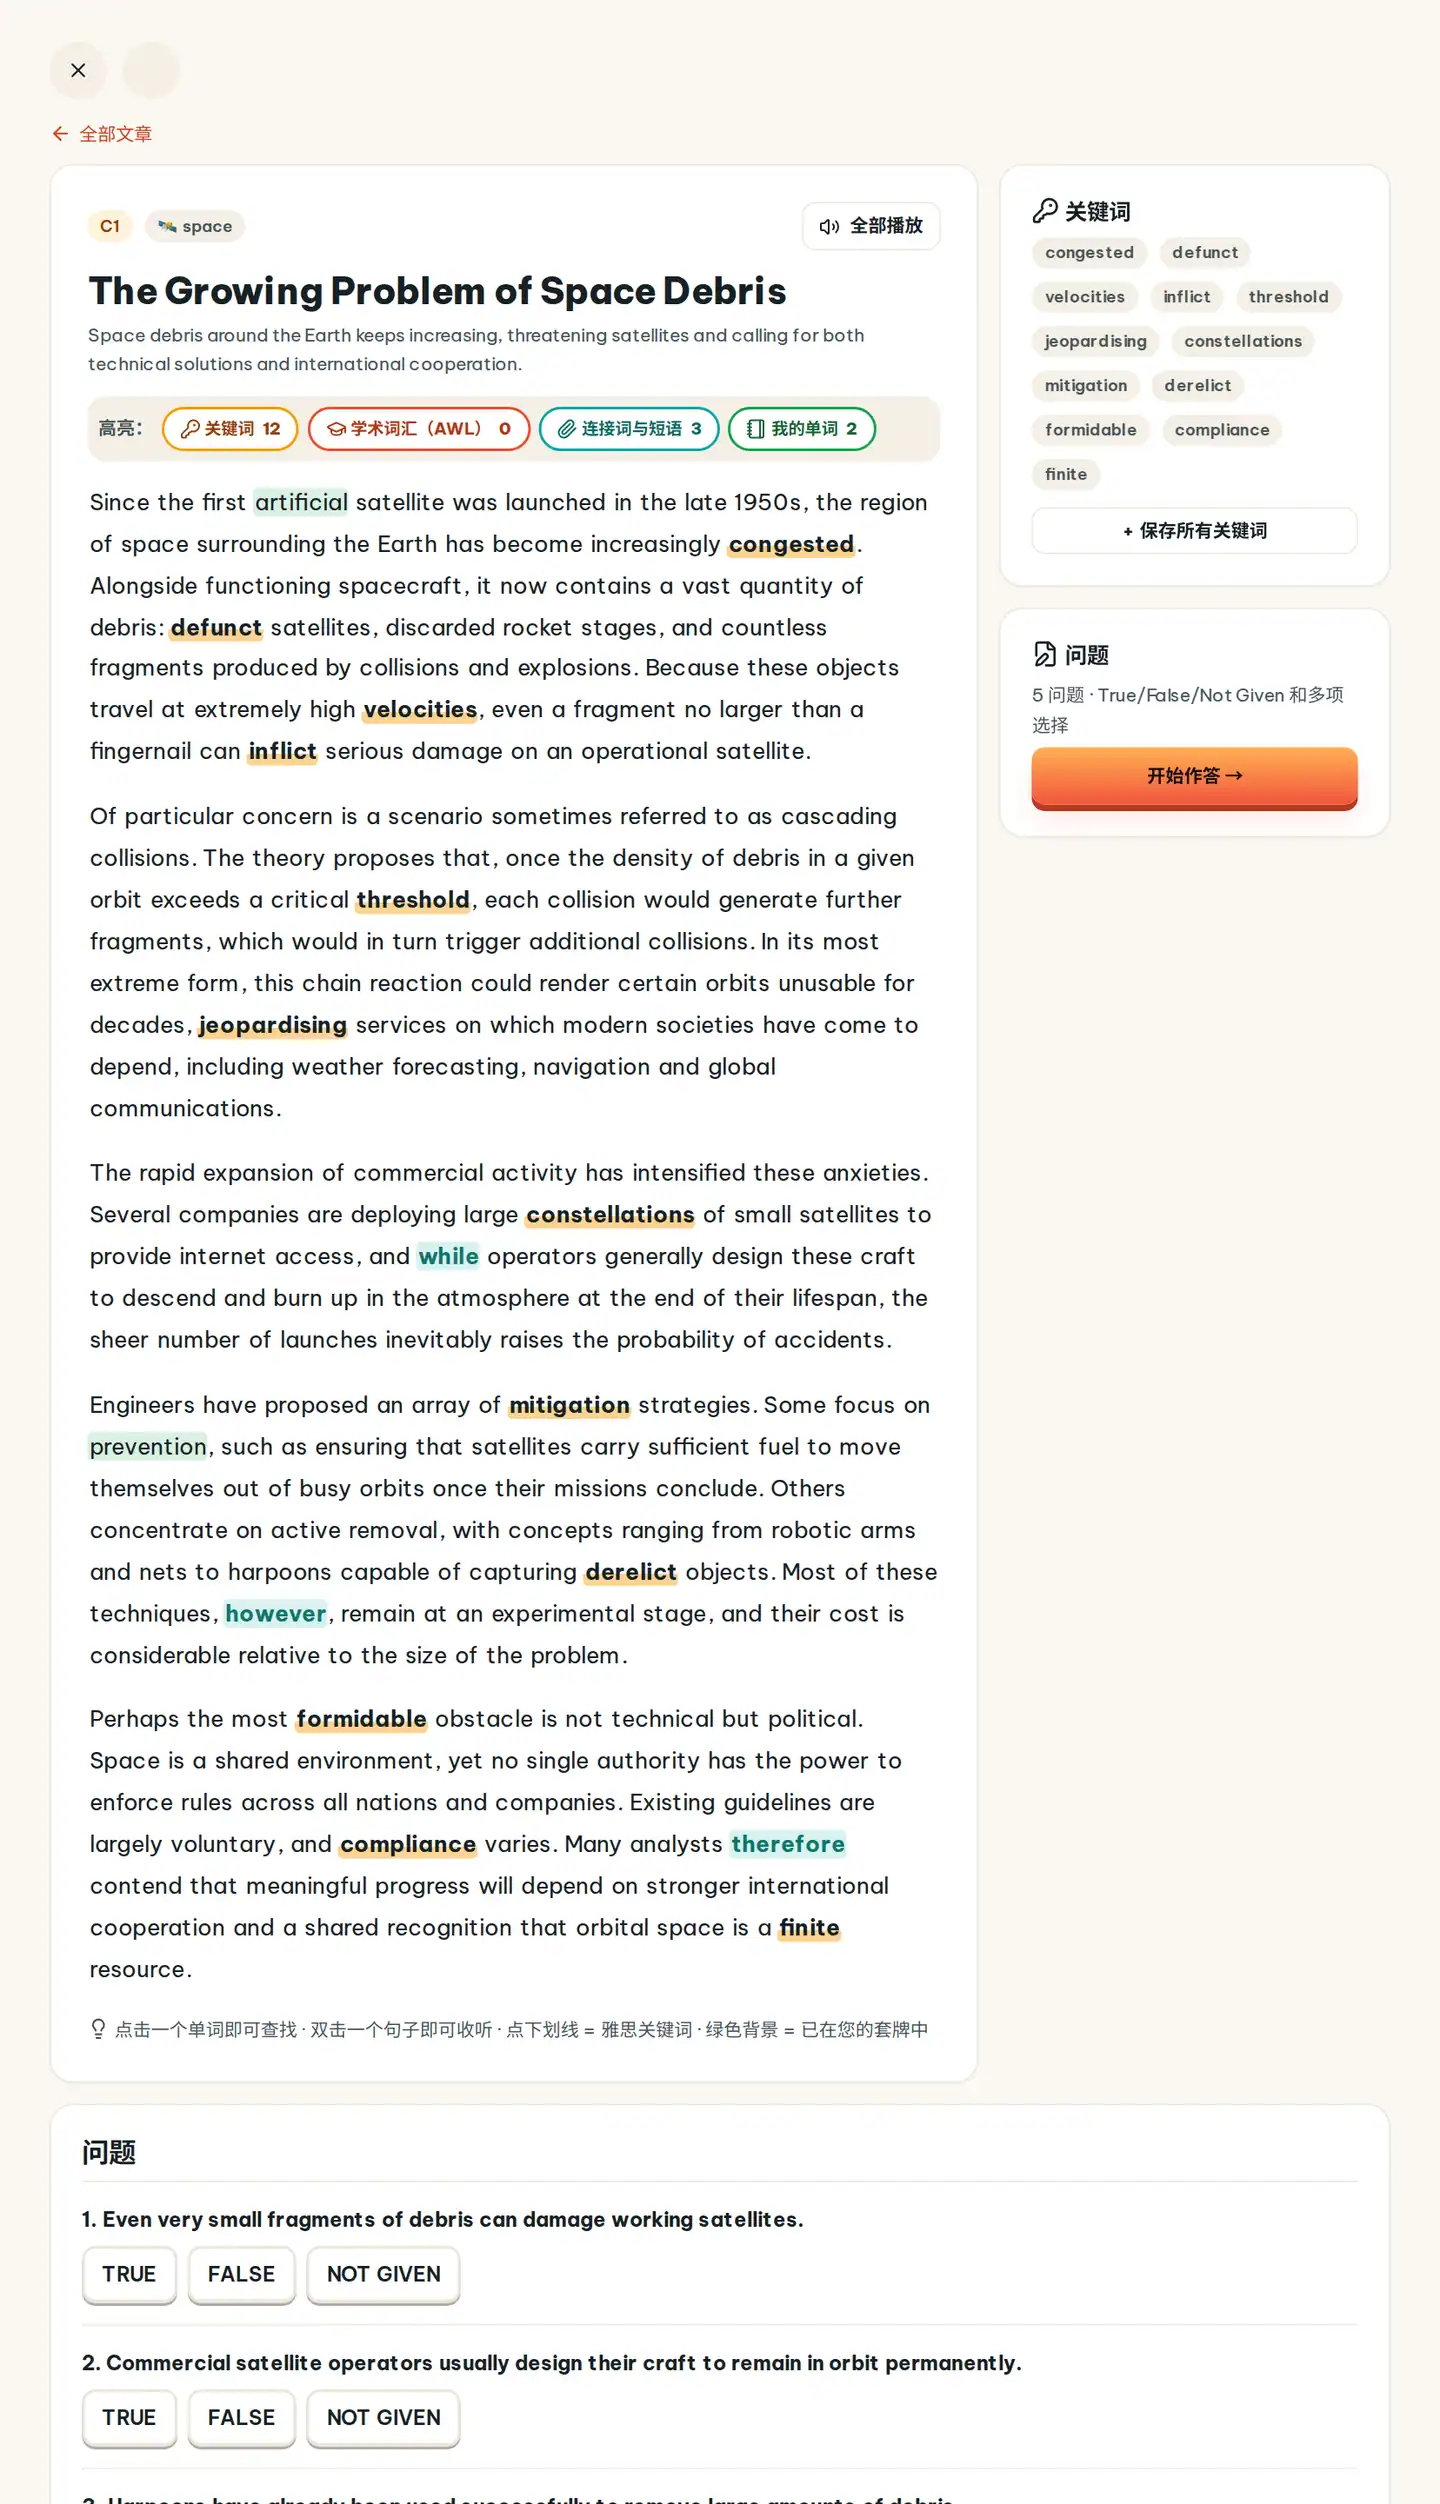 全部文章
C1 space
全部播放
The Growing Problem of Space Debris
Space debris around the Earth keeps increasing, threatening satellites and calling for both
technical solutions and international cooperation.
高亮：
关键词 12
学术词汇（AWL） 0
连接词与短语 3
我的单词 2
Since the first artificial satellite was launched in the late 1950s, the region
of space surrounding the Earth has become increasingly congested.
Alongside functioning spacecraft, it now contains a vast quantity of
debris: defunct satellites, discarded rocket stages, and countless
fragments produced by collisions and explosions. Because these objects
travel at extremely high velocities, even a fragment no larger than a
fingernail can inflict serious damage on an operational satellite.
Of particular concern is a scenario sometimes referred to as cascading
collisions. The theory proposes that, once the density of debris in a given
orbit exceeds a critical threshold, each collision would generate further
fragments, which would in turn trigger additional collisions. In its most
extreme form, this chain reaction could render certain orbits unusable for
decades, jeopardising services on which modern societies have come to
depend, including weather forecasting, navigation and global
communications.
The rapid expansion of commercial activity has intensified these anxieties.
Several companies are deploying large constellations of small satellites to
provide internet access, and while operators generally design these craft
to descend and burn up in the atmosphere at the end of their lifespan, the
sheer number of launches inevitably raises the probability of accidents.
Engineers have proposed an array of mitigation strategies. Some focus on
prevention, such as ensuring that satellites carry sufficient fuel to move
themselves out of busy orbits once their missions conclude. Others
concentrate on active removal, with concepts ranging from robotic arms
and nets to harpoons capable of capturing derelict objects. Most of these
techniques, however, remain at an experimental stage, and their cost is
considerable relative to the size of the problem.
Perhaps the most formidable obstacle is not technical but political.
Space is a shared environment, yet no single authority has the power to
enforce rules across all nations and companies. Existing guidelines are
largely voluntary, and compliance varies. Many analysts therefore
contend that meaningful progress will depend on stronger international
cooperation and a shared recognition that orbital space is a finite
resource.
点击一个单词即可查找 · 双击一个句子即可收听 · 点下划线 = 雅思关键词 · 绿色背景 = 已在您的套牌中
关键词
congested defunct
velocities inflict threshold
jeopardising constellations
mitigation derelict
formidable compliance
finite
+ 保存所有关键词
问题
5 问题 · True/False/Not Given 和多项
选择
开始作答 →
问题
1. Even very small fragments of debris can damage working satellites.
TRUE FALSE NOT GIVEN
2. Commercial satellite operators usually design their craft to remain in orbit permanently.
TRUE FALSE NOT GIVEN
3. Harpoons have already been used successfully to remove large amounts of debris.